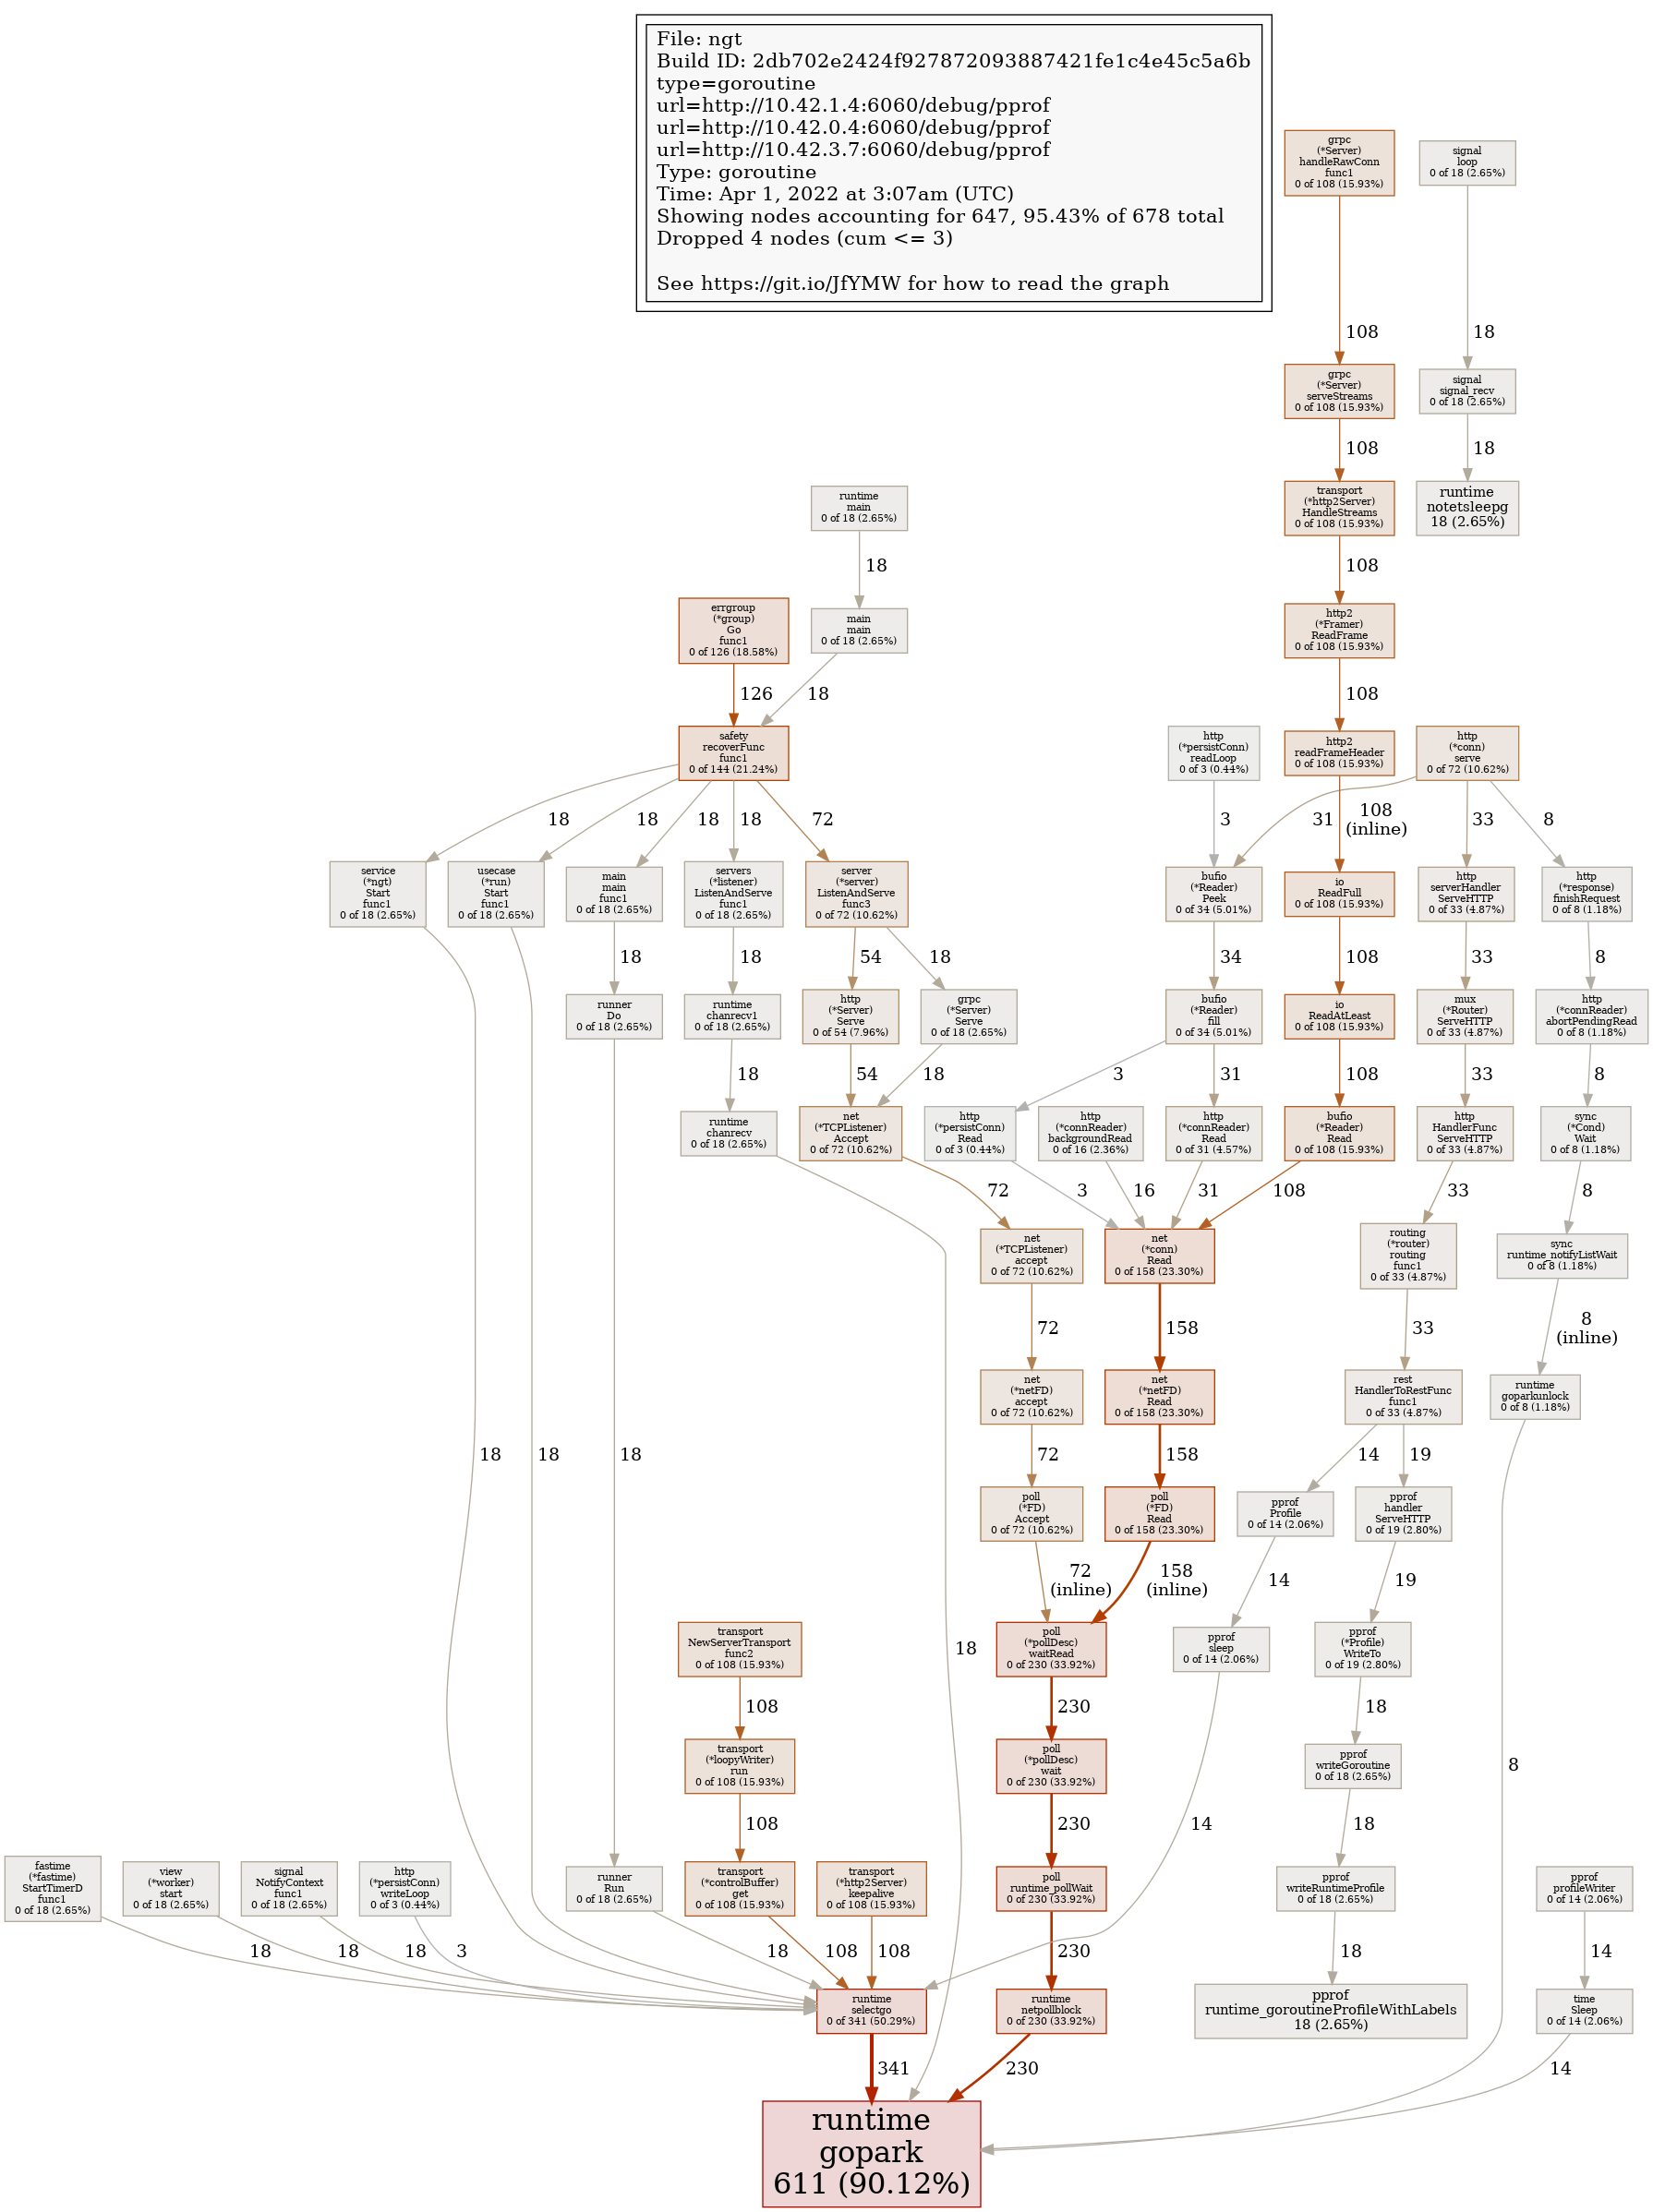 File: ngt
Build ID: 2db702e2424f927872093887421fe1c4e45c5a6b
type=goroutine
url=http://10.42.1.4:6060/debug/pprof
url=http://10.42.0.4:6060/debug/pprof
url=http://10.42.3.7:6060/debug/pprof
Type: goroutine
Time: Apr 1, 2022 at 3:07am (UTC)
Showing nodes accounting for 647, 95.43% of 678 total
Dropped 4 nodes (cum <= 3)
See https://git.io/JfYMW for how to read the graph
grpc
(*Server)
handleRawConn
func1
0 of 108 (15.93%)
signal
loop
0 of 18 (2.65%)
108
18
grpc
(*Server)
serveStreams
0 of 108 (15.93%)
signal
signal_recv
0 of 18 (2.65%)
108
18
runtime
main
0 of 18 (2.65%)
transport
(*http2Server)
HandleStreams
0 of 108 (15.93%)
runtime
notetsleepg
18 (2.65%)
18
108
errgroup
(*group)
Go
func1
0 of 126 (18.58%)
main
main
0 of 18 (2.65%)
http2
(*Framer)
ReadFrame
0 of 108 (15.93%)
126
18
108
safety
recoverFunc
func1
0 of 144 (21.24%)
http
(*persistConn)
readLoop
0 of 3 (0.44%)
http2
readFrameHeader
0 of 108 (15.93%)
http
(*conn)
serve
0 of 72 (10.62%)
18
18
18
18
72
3
31
108
(inline)
33
8
service
(*ngt)
Start
func1
0 of 18 (2.65%)
usecase
(*run)
Start
func1
0 of 18 (2.65%)
main
main
func1
0 of 18 (2.65%)
servers
(*listener)
ListenAndServe
func1
0 of 18 (2.65%)
server
(*server)
ListenAndServe
func3
0 of 72 (10.62%)
bufio
(*Reader)
Peek
0 of 34 (5.01%)
io
ReadFull
0 of 108 (15.93%)
http
serverHandler
ServeHTTP
0 of 33 (4.87%)
http
(*response)
finishRequest
0 of 8 (1.18%)
18
18
54
18
34
108
33
8
runner
Do
0 of 18 (2.65%)
runtime
chanrecv1
0 of 18 (2.65%)
http
(*Server)
Serve
0 of 54 (7.96%)
grpc
(*Server)
Serve
0 of 18 (2.65%)
bufio
(*Reader)
fill
0 of 34 (5.01%)
io
ReadAtLeast
0 of 108 (15.93%)
mux
(*Router)
ServeHTTP
0 of 33 (4.87%)
http
(*connReader)
abortPendingRead
0 of 8 (1.18%)
18
54
18
3
31
108
33
8
runtime
chanrecv
0 of 18 (2.65%)
net
(*TCPListener)
Accept
0 of 72 (10.62%)
http
(*persistConn)
Read
0 of 3 (0.44%)
http
(*connReader)
backgroundRead
0 of 16 (2.36%)
http
(*connReader)
Read
0 of 31 (4.57%)
bufio
(*Reader)
Read
0 of 108 (15.93%)
http
HandlerFunc
ServeHTTP
0 of 33 (4.87%)
sync
(*Cond)
Wait
0 of 8 (1.18%)
72
3
16
31
108
33
8
net
(*TCPListener)
accept
0 of 72 (10.62%)
net
(*conn)
Read
0 of 158 (23.30%)
routing
(*router)
routing
func1
0 of 33 (4.87%)
sync
runtime_notifyListWait
0 of 8 (1.18%)
72
158
33
8
(inline)
net
(*netFD)
accept
0 of 72 (10.62%)
net
(*netFD)
Read
0 of 158 (23.30%)
rest
HandlerToRestFunc
func1
0 of 33 (4.87%)
runtime
goparkunlock
0 of 8 (1.18%)
18
18
18
72
158
14
19
poll
(*FD)
Accept
0 of 72 (10.62%)
poll
(*FD)
Read
0 of 158 (23.30%)
pprof
Profile
0 of 14 (2.06%)
pprof
handler
ServeHTTP
0 of 19 (2.80%)
72
(inline)
158
(inline)
14
19
transport
NewServerTransport
func2
0 of 108 (15.93%)
18
poll
(*pollDesc)
waitRead
0 of 230 (33.92%)
pprof
sleep
0 of 14 (2.06%)
pprof
(*Profile)
WriteTo
0 of 19 (2.80%)
108
230
18
transport
(*loopyWriter)
run
0 of 108 (15.93%)
poll
(*pollDesc)
wait
0 of 230 (33.92%)
pprof
writeGoroutine
0 of 18 (2.65%)
8
108
230
14
18
fastime
(*fastime)
StartTimerD
func1
0 of 18 (2.65%)
view
(*worker)
start
0 of 18 (2.65%)
signal
NotifyContext
func1
0 of 18 (2.65%)
http
(*persistConn)
writeLoop
0 of 3 (0.44%)
runner
Run
0 of 18 (2.65%)
transport
(*controlBuffer)
get
0 of 108 (15.93%)
transport
(*http2Server)
keepalive
0 of 108 (15.93%)
poll
runtime_pollWait
0 of 230 (33.92%)
pprof
writeRuntimeProfile
0 of 18 (2.65%)
pprof
profileWriter
0 of 14 (2.06%)
18
18
18
3
18
108
108
230
18
14
runtime
selectgo
0 of 341 (50.29%)
runtime
netpollblock
0 of 230 (33.92%)
pprof
runtime_goroutineProfileWithLabels
18 (2.65%)
time
Sleep
0 of 14 (2.06%)
341
230
14
runtime
gopark
611 (90.12%)